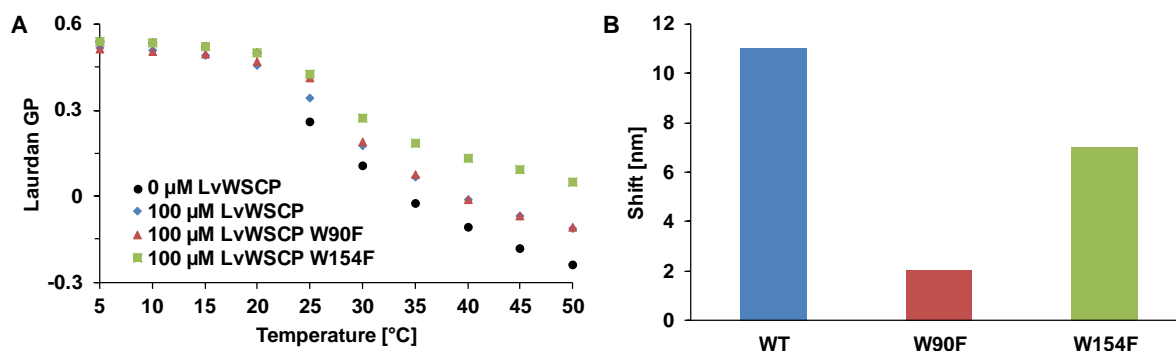 A
0.6
0.3
0
-0.3
Laurdan GP
0 µM LvWSCP
100 µM LvWSCP
100 µM LvWSCP W90F
100 µM LvWSCP W154F
5 10 15 20 25 30 35 40 45 50
Temperature [°C]
B
12
10
8
6
4
2
0
Shift [nm]
WT W90F W154F